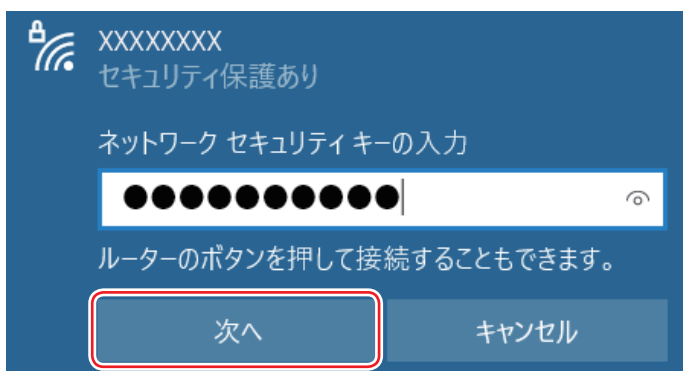 XXXXXXXX
セキュリティ保護あり
ネットワーク セキュリティ キーの入力
●●●●●●●●●●
ルーターのボタンを押して接続することもできます。
次へ
キャンセル